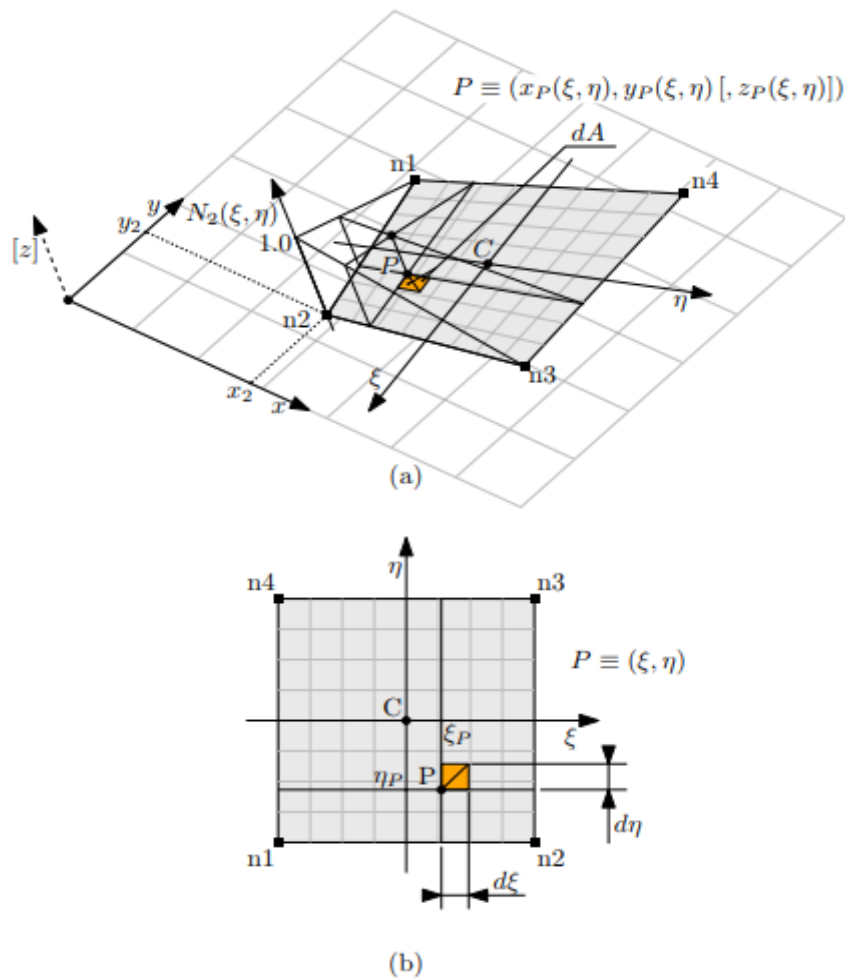 P ≡ (x_P(ξ, η), y_P(ξ, η) [, z_P(ξ, η)])
dA
n1
n4
N_2(ξ, η)
y
y_2
1.0
[z]
C
P
η
n2
n3
ξ
x_2
x
(a)
η
n4
n3
P ≡ (ξ, η)
C
ξ_P
ξ
η_P
P
dη
n1
n2
dξ
(b)